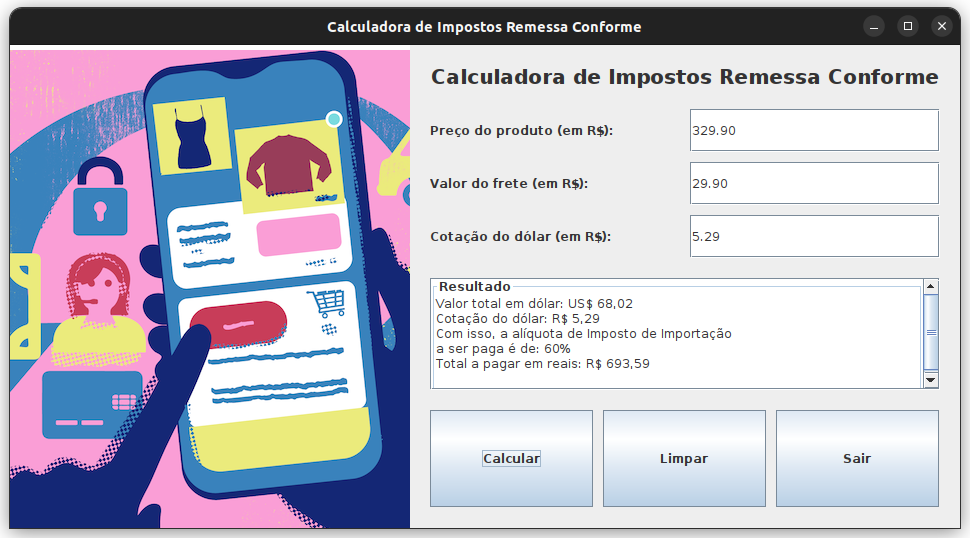 Calculadora de Impostos Remessa Conforme
Calculadora de Impostos Remessa Conforme
Preço do produto (em R$):
329.90
Valor do frete (em R$):
29.90
Cotação do dólar (em R$):
5.29
Resultado
Valor total em dólar: US$ 68,02
Cotação do dólar: R$ 5,29
Com isso, a alíquota de Imposto de Importação
a ser paga é de: 60%
Total a pagar em reais: R$ 693,59
Calcular
Limpar
Sair